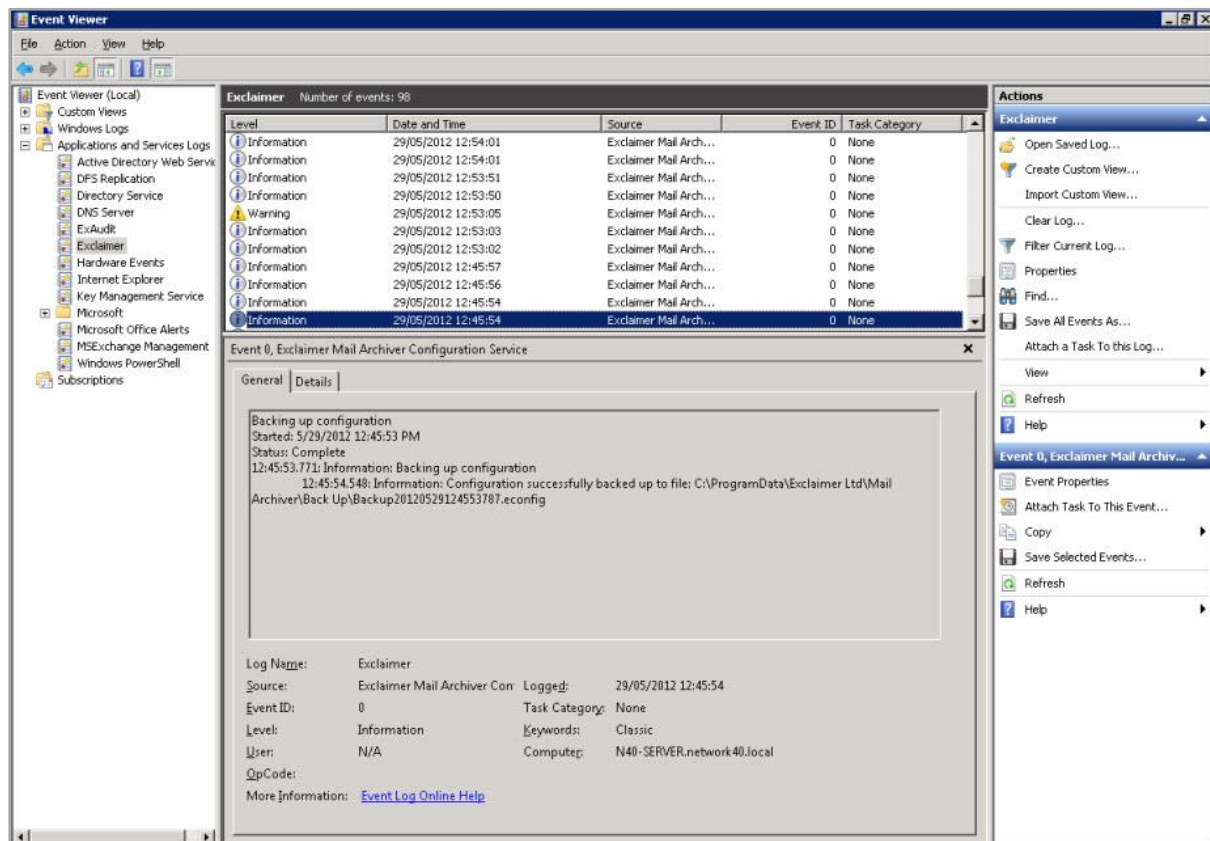 Event Viewer
File Action View Help
Event Viewer (Local)
Custom Views
Windows Logs
Applications and Services Logs
Active Directory Web Servic
DFS Replication
Directory Service
DNS Server
ExAudit
Exclaimer
Hardware Events
Internet Explorer
Key Management Service
Microsoft
Microsoft Office Alerts
MSExchange Management
Windows PowerShell
Subscriptions
Exclaimer Number of events: 98
Level Date and Time Source Event ID Task Category
Information 29/05/2012 12:54:01 Exclaimer Mail Arch... 0 None
Information 29/05/2012 12:54:01 Exclaimer Mail Arch... 0 None
Information 29/05/2012 12:53:51 Exclaimer Mail Arch... 0 None
Information 29/05/2012 12:53:50 Exclaimer Mail Arch... 0 None
Warning 29/05/2012 12:53:05 Exclaimer Mail Arch... 0 None
Information 29/05/2012 12:53:03 Exclaimer Mail Arch... 0 None
Information 29/05/2012 12:53:02 Exclaimer Mail Arch... 0 None
Information 29/05/2012 12:45:57 Exclaimer Mail Arch... 0 None
Information 29/05/2012 12:45:56 Exclaimer Mail Arch... 0 None
Information 29/05/2012 12:45:54 Exclaimer Mail Arch... 0 None
Information 29/05/2012 12:45:54 Exclaimer Mail Arch... 0 None
Event 0, Exclaimer Mail Archiver Configuration Service
General Details
Backing up configuration
Started: 5/29/2012 12:45:53 PM
Status: Complete
12:45:53.771: Information: Backing up configuration
12:45:54.548: Information: Configuration successfully backed up to file: C:\ProgramData\Exclaimer Ltd\Mail
Archiver\Back Up\Backup20120529124553787.econfig
Log Name: Exclaimer
Source: Exclaimer Mail Archiver Con Logged: 29/05/2012 12:45:54
Event ID: 0 Task Category: None
Level: Information Keywords: Classic
User: N/A Computer: N40-SERVER.network40.local
OpCode:
More Information: Event Log Online Help
Actions
Exclaimer
Open Saved Log...
Create Custom View...
Import Custom View...
Clear Log...
Filter Current Log...
Properties
Find...
Save All Events As...
Attach a Task To this Log...
View
Refresh
Help
Event 0, Exclaimer Mail Archiv...
Event Properties
Attach Task To This Event...
Copy
Save Selected Events...
Refresh
Help